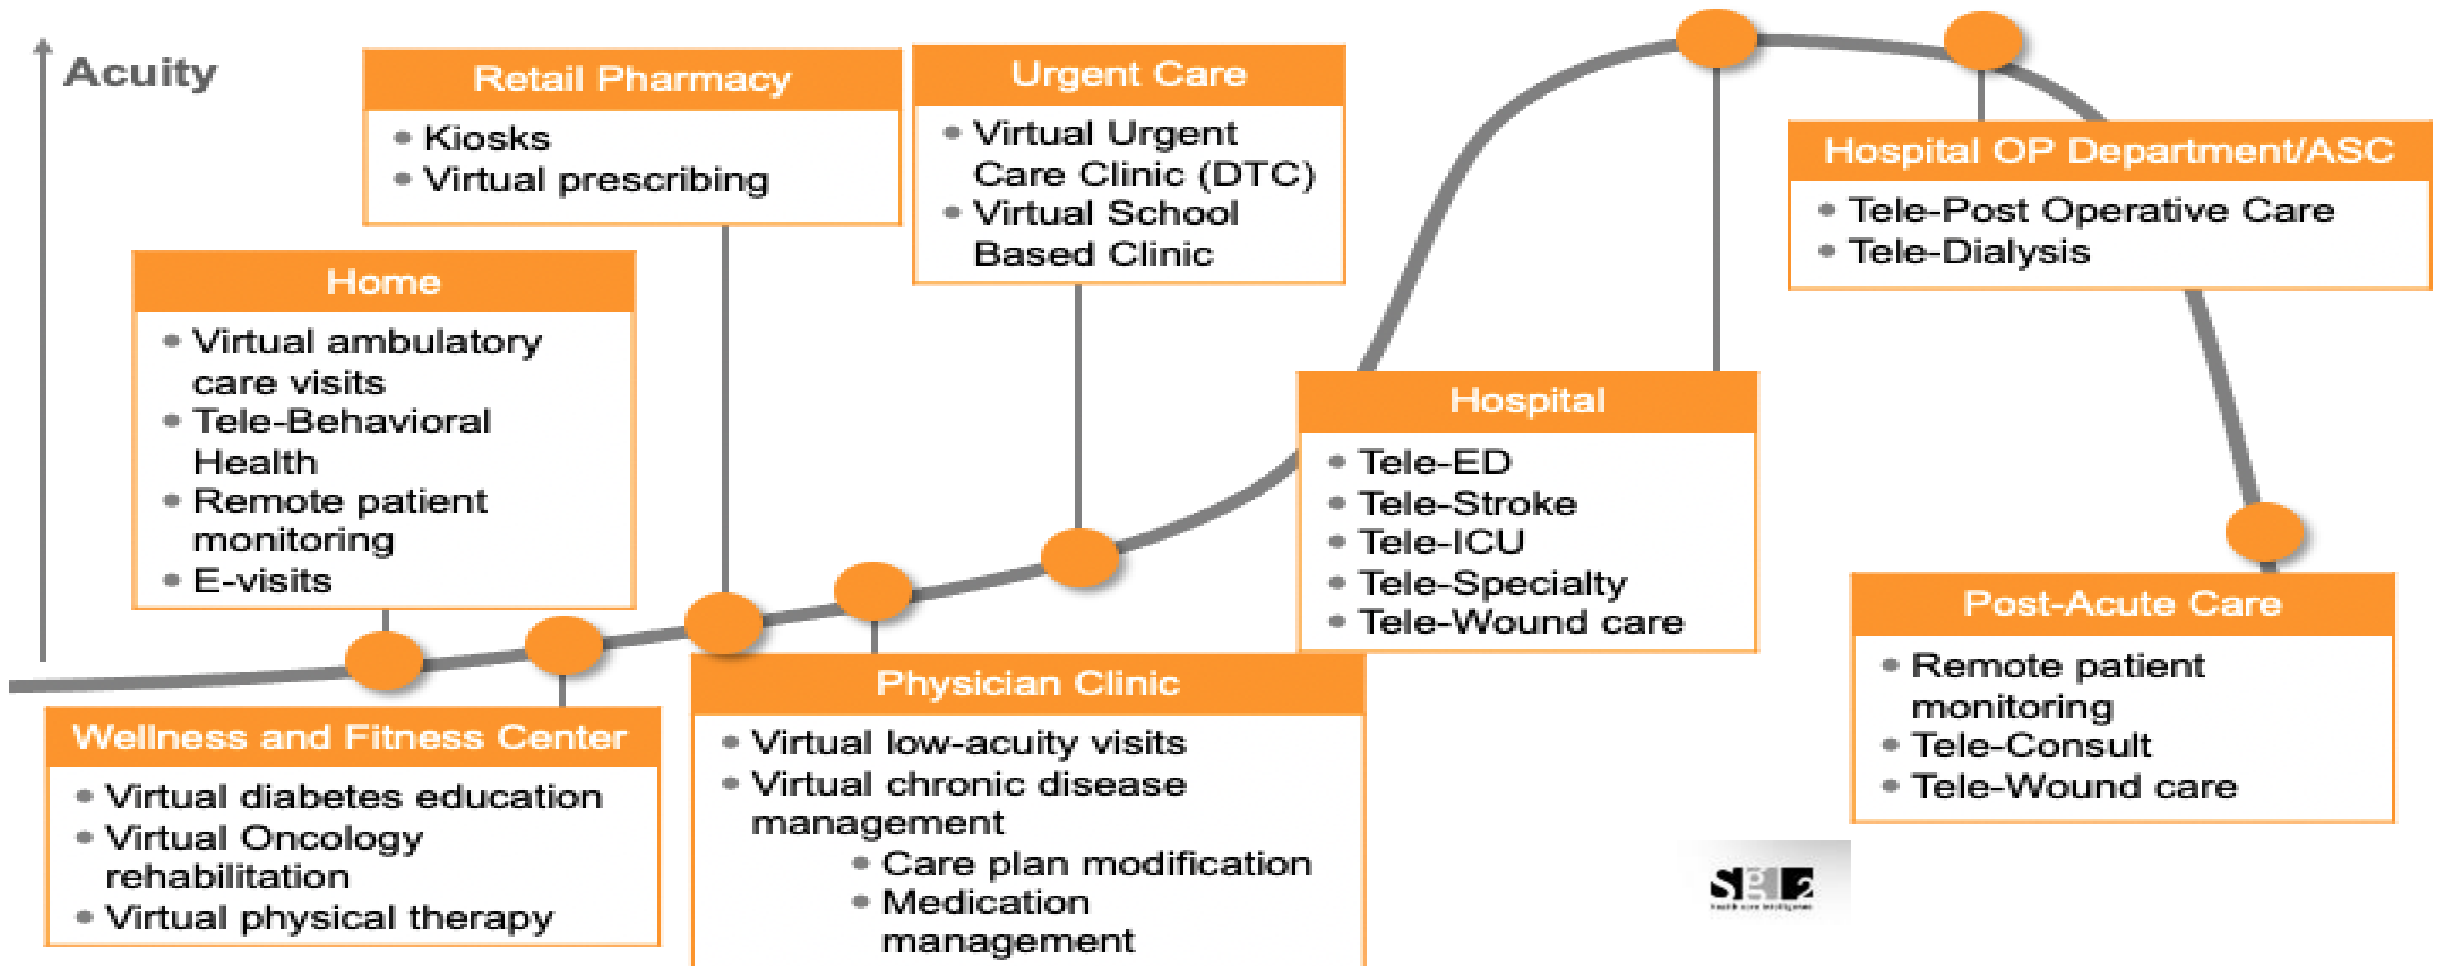 Acuity
Retail Pharmacy
• Kiosks
• Virtual prescribing
Urgent Care
• Virtual Urgent
Care Clinic (DTC)
• Virtual School
Based Clinic
Hospital OP Department/ASC
• Tele-Post Operative Care
• Tele-Dialysis
Home
• Virtual ambulatory
care visits
• Tele-Behavioral
Health
• Remote patient
monitoring
• E-visits
Hospital
• Tele-ED
• Tele-Stroke
• Tele-ICU
• Tele-Specialty
• Tele-Wound care
Wellness and Fitness Center
• Virtual diabetes education
• Virtual Oncology
rehabilitation
• Virtual physical therapy
Physician Clinic
• Virtual low-acuity visits
• Virtual chronic disease
management
• Care plan modification
• Medication
management
Post-Acute Care
• Remote patient
monitoring
• Tele-Consult
• Tele-Wound care
Sg2
health care intelligence